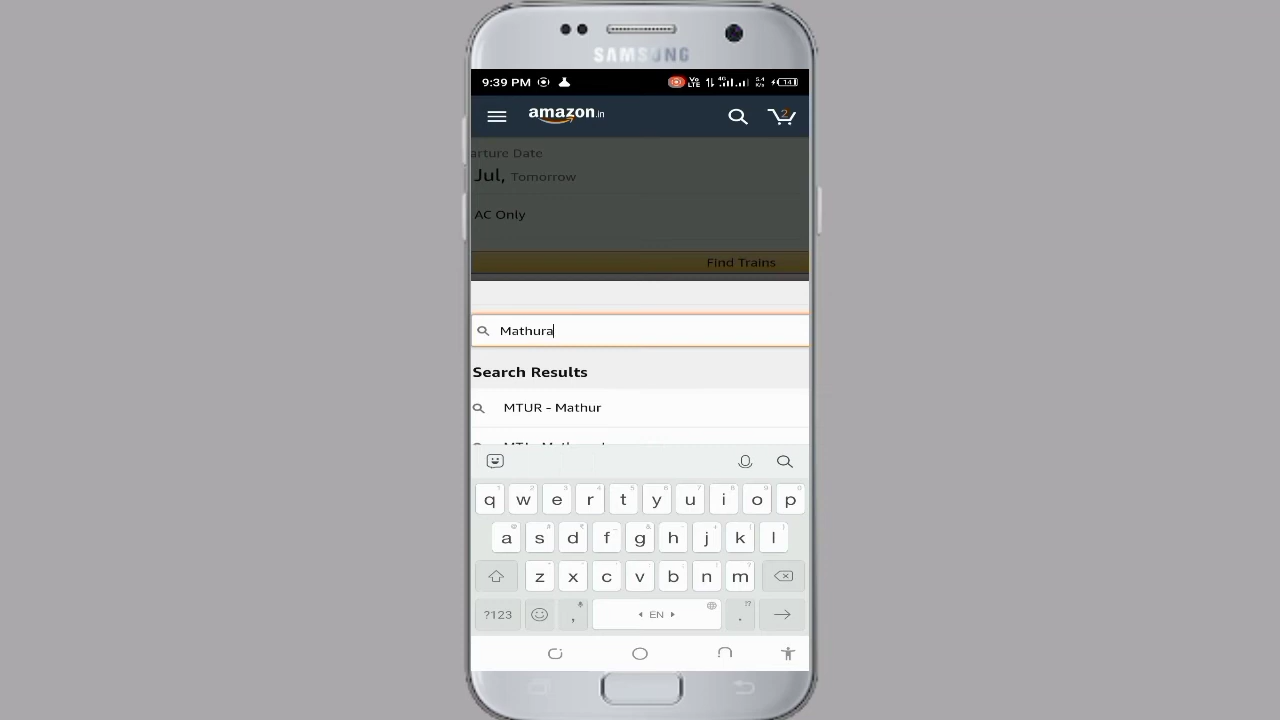 SAMSUNG
9:39 PM
amazon.in
2
arture Date
Jul, Tomorrow
AC Only
Find Trains
Mathura
Search Results
MTUR - Mathur
q w e r t y u i o p
a s d f g h j k l
z x c v b n m
?123 , EN .